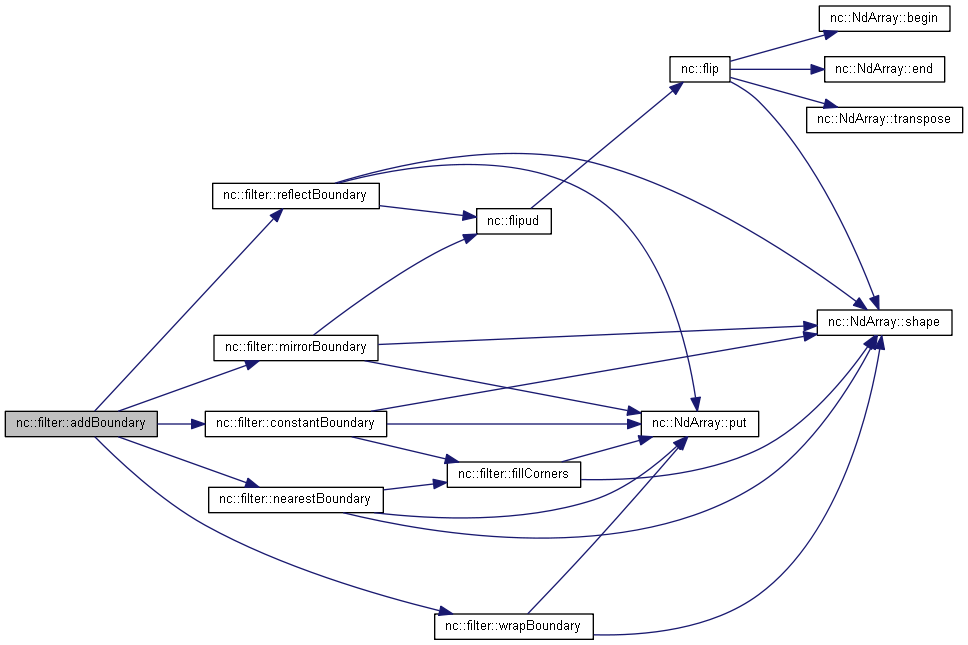 nc::NdArray::begin
nc::flip
nc::NdArray::end
nc::NdArray::transpose
nc::filter::reflectBoundary
nc::flipud
nc::NdArray::shape
nc::filter::mirrorBoundary
nc::filter::addBoundary
nc::filter::constantBoundary
nc::NdArray::put
nc::filter::fillCorners
nc::filter::nearestBoundary
nc::filter::wrapBoundary